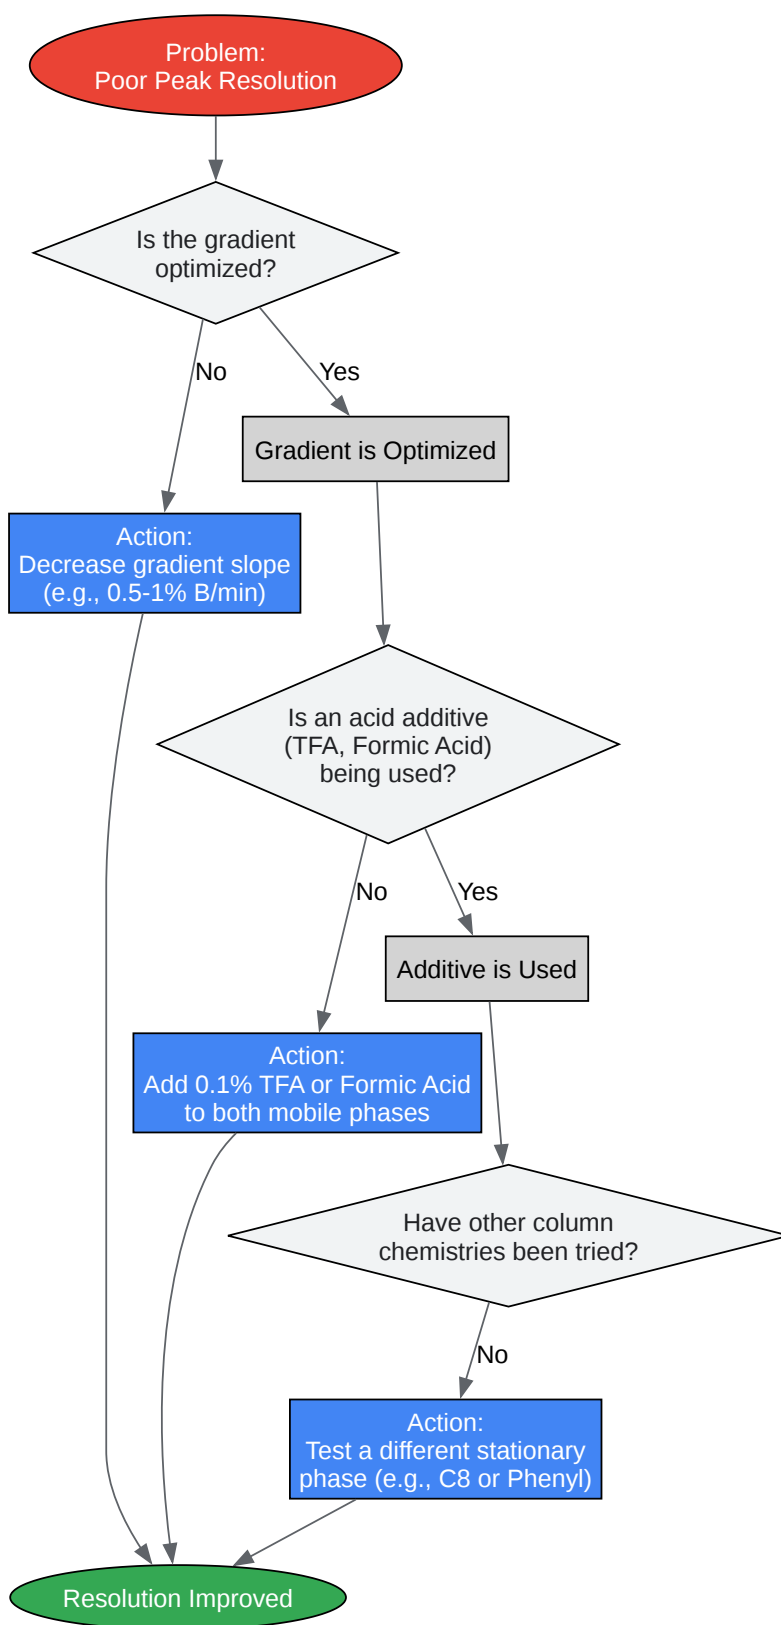 Problem:
Poor Peak Resolution
Is the gradient
optimized?
No
Yes
Gradient is Optimized
Action:
Decrease gradient slope
(e.g., 0.5-1% B/min)
Is an acid additive
(TFA, Formic Acid)
being used?
No
Yes
Additive is Used
Action:
Add 0.1% TFA or Formic Acid
to both mobile phases
Have other column
chemistries been tried?
No
Action:
Test a different stationary
phase (e.g., C8 or Phenyl)
Resolution Improved